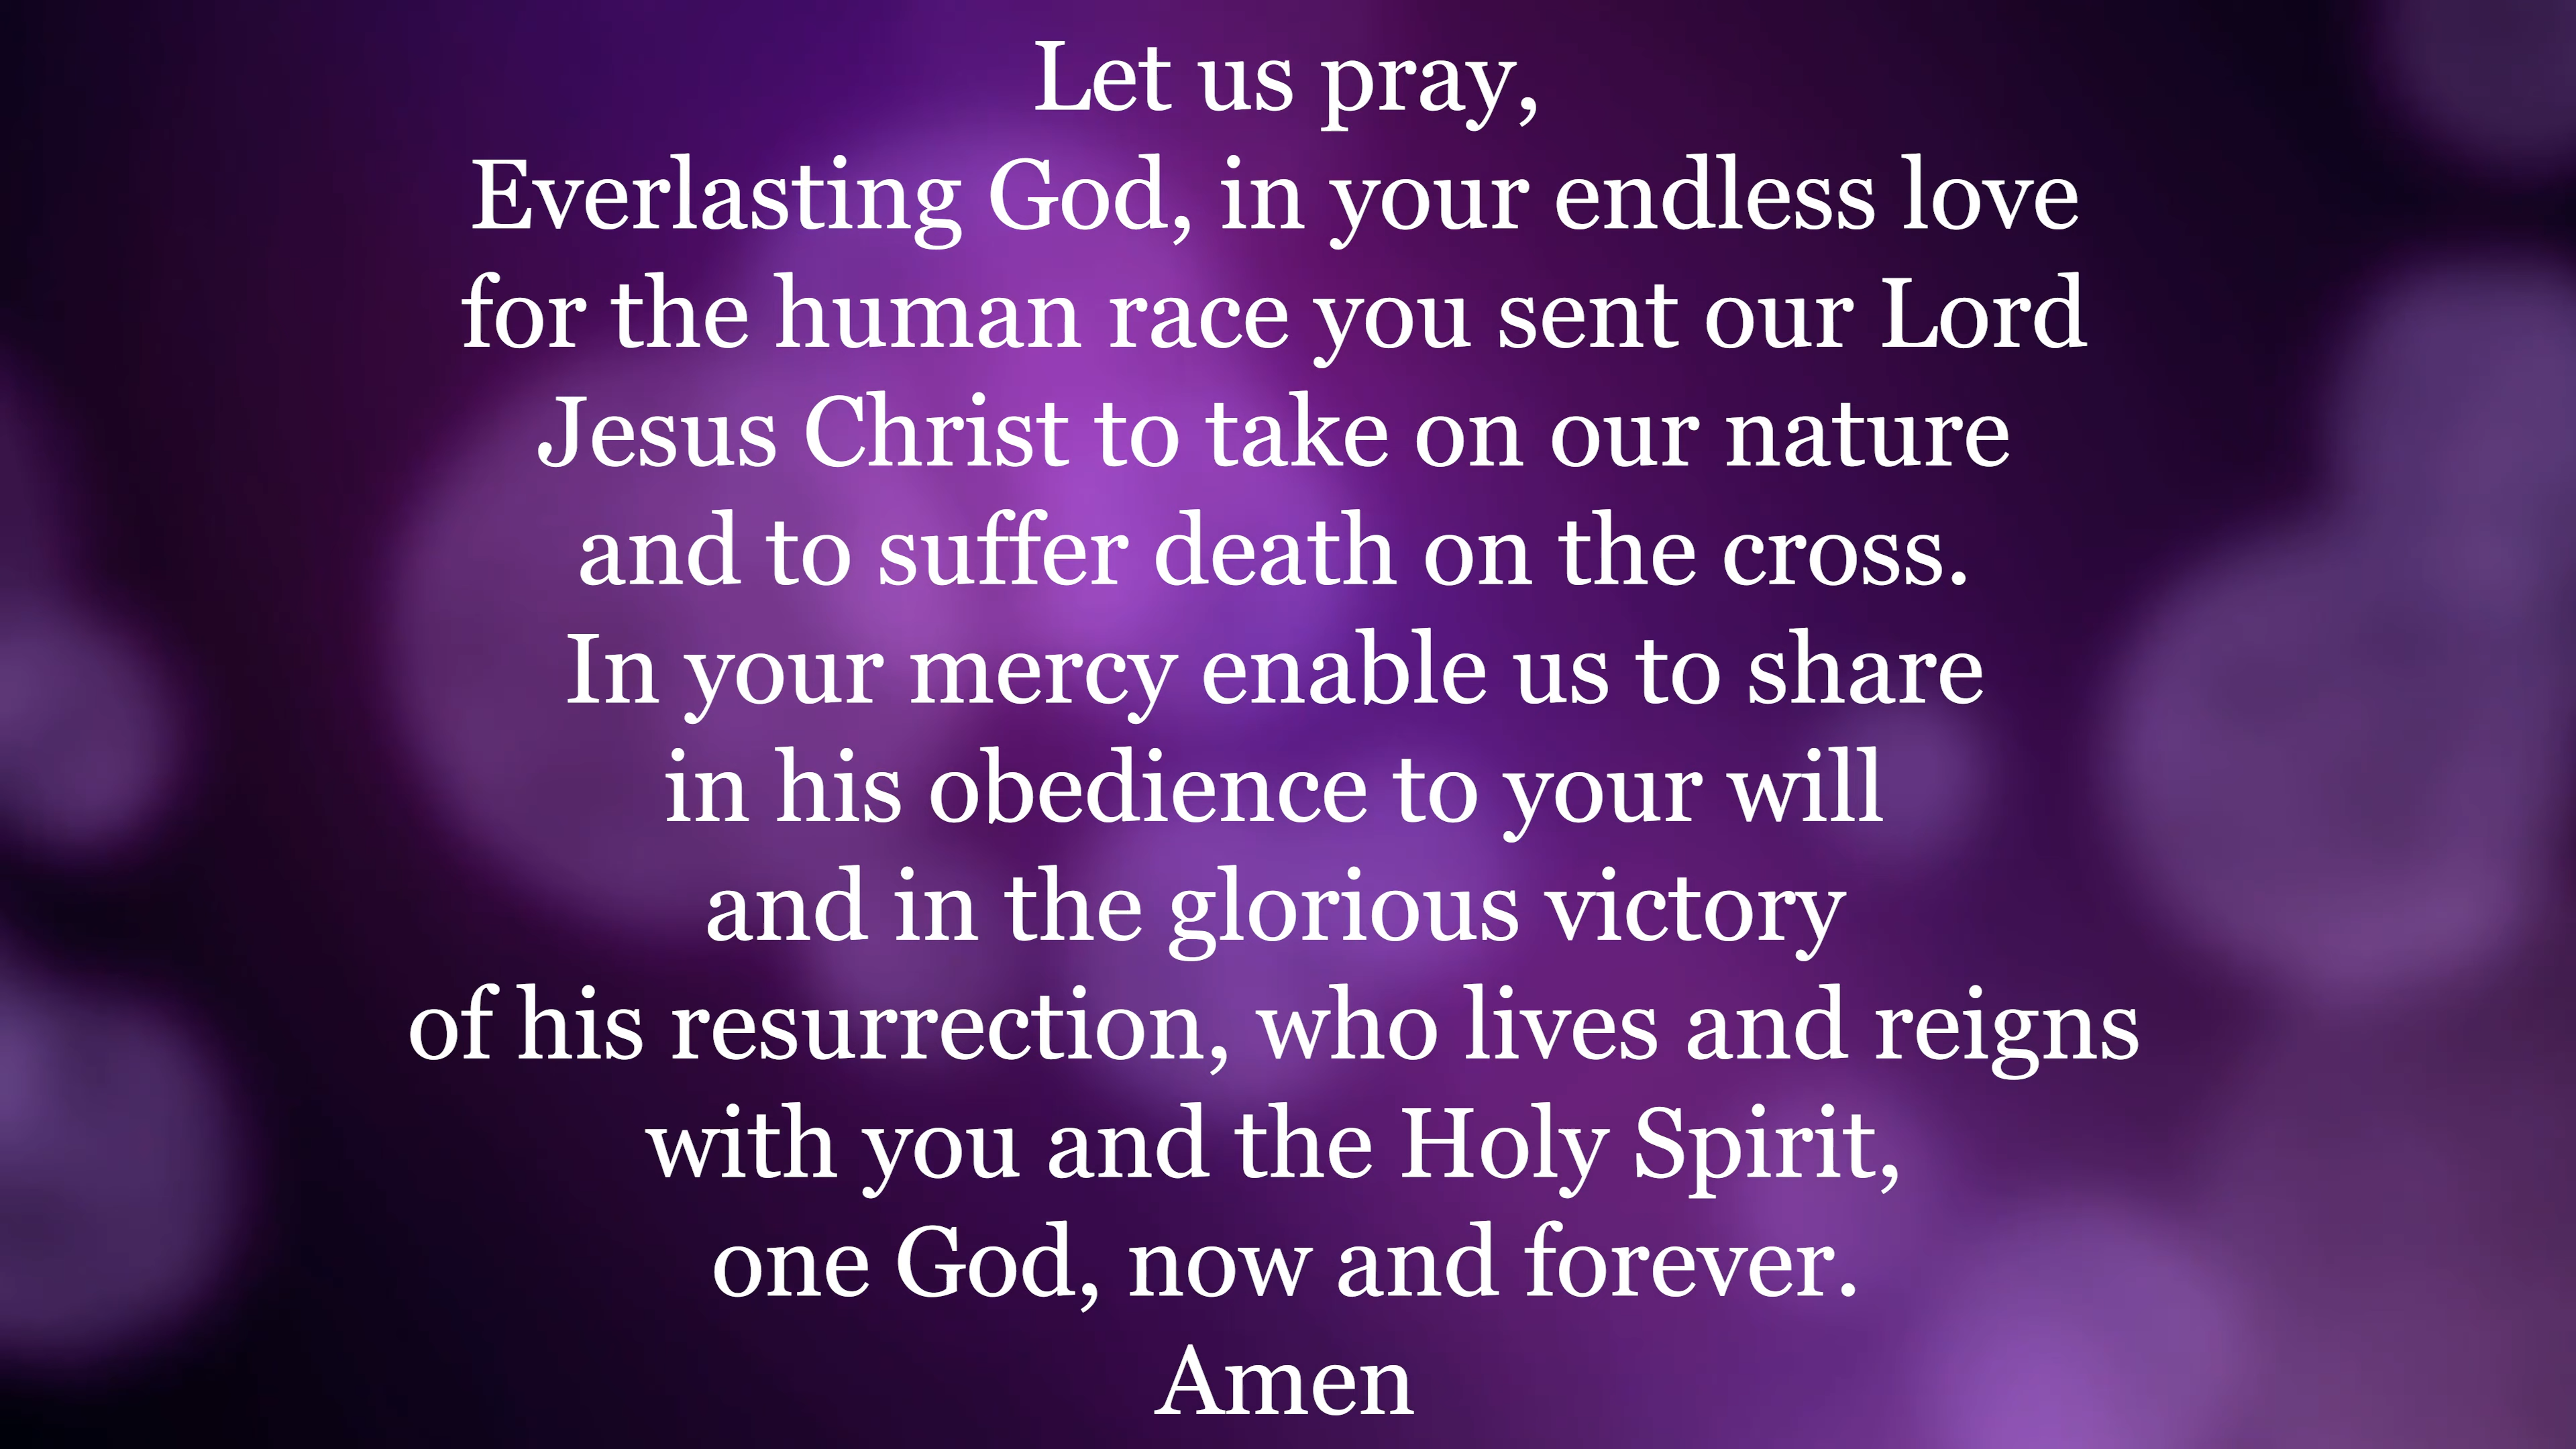 Let us pray,
Everlasting God, in your endless love
for the human race you sent our Lord
Jesus Christ to take on our nature
and to suffer death on the cross.
In your mercy enable us to share
in his obedience to your will
and in the glorious victory
of his resurrection, who lives and reigns
with you and the Holy Spirit,
one God, now and forever.
Amen